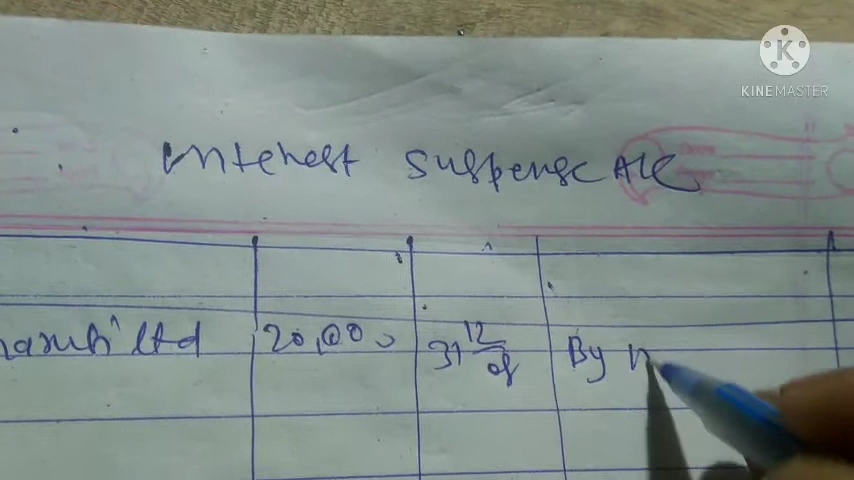 KINEMASTER
Interest Suspense A/C
Ltd 20,000 31 12 By